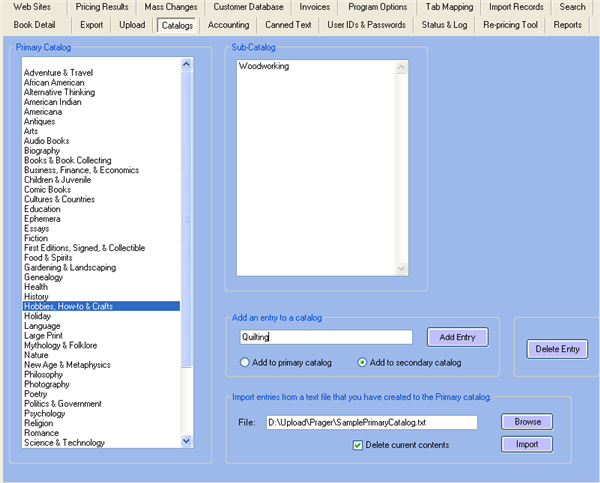 Web Sites Pricing Results Mass Changes Customer Database Invoices Program Options Tab Mapping Import Records Search
Book Detail Export Upload Catalogs Accounting Canned Text User IDs & Passwords Status & Log Re-pricing Tool Reports
Primary Catalog
Adventure & Travel
African American
Alternative Thinking
American Indian
Americana
Antiques
Arts
Audio Books
Biography
Books & Book Collecting
Business, Finance, & Economics
Children & Juvenile
Comic Books
Cultures & Countries
Education
Ephemera
Essays
Fiction
First Editions, Signed, & Collectible
Food & Spirits
Gardening & Landscaping
Genealogy
Health
History
Hobbies, How-to & Crafts
Holiday
Language
Large Print
Mythology & Folklore
Nature
New Age & Metaphysics
Philosophy
Photography
Poetry
Politics & Government
Psychology
Religion
Romance
Science & Technology
Sub-Catalog
Woodworking
Add an entry to a catalog
Quilting Add Entry
Add to primary catalog Add to secondary catalog
Delete Entry
Import entries from a text file that you have created to the Primary catalog.
File: D:\Upload\Prager\SamplePrimaryCatalog.txt Browse
Delete current contents Import